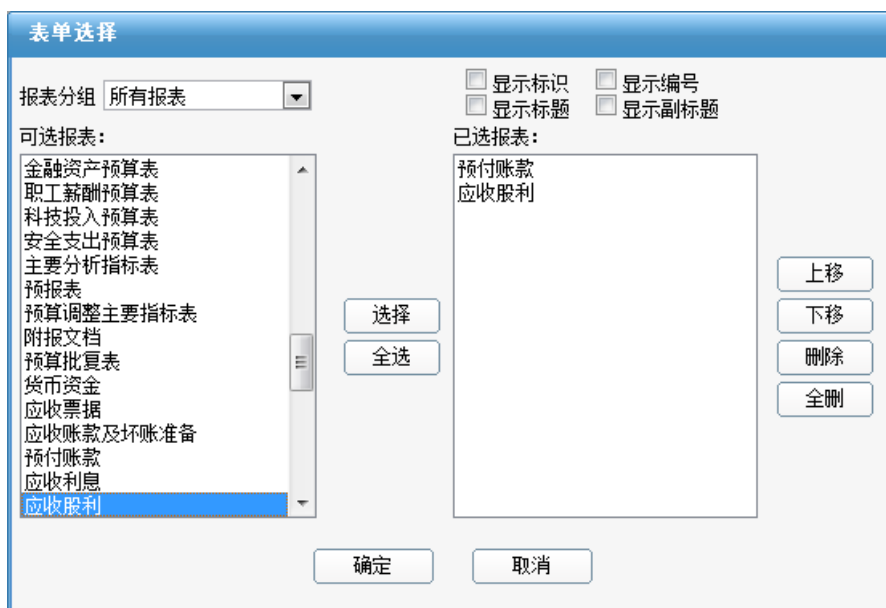 表单选择
报表分组 所有报表
显示标识 显示编号
显示标题 显示副标题
可选报表：
金融资产预算表
职工薪酬预算表
科技投入预算表
安全支出预算表
主要分析指标表
预报表
预算调整主要指标表
附报文档
预算批复表
货币资金
应收票据
应收账款及坏账准备
预付账款
应收利息
应收股利
选择
全选
已选报表：
预付账款
应收股利
上移
下移
删除
全删
确定 取消